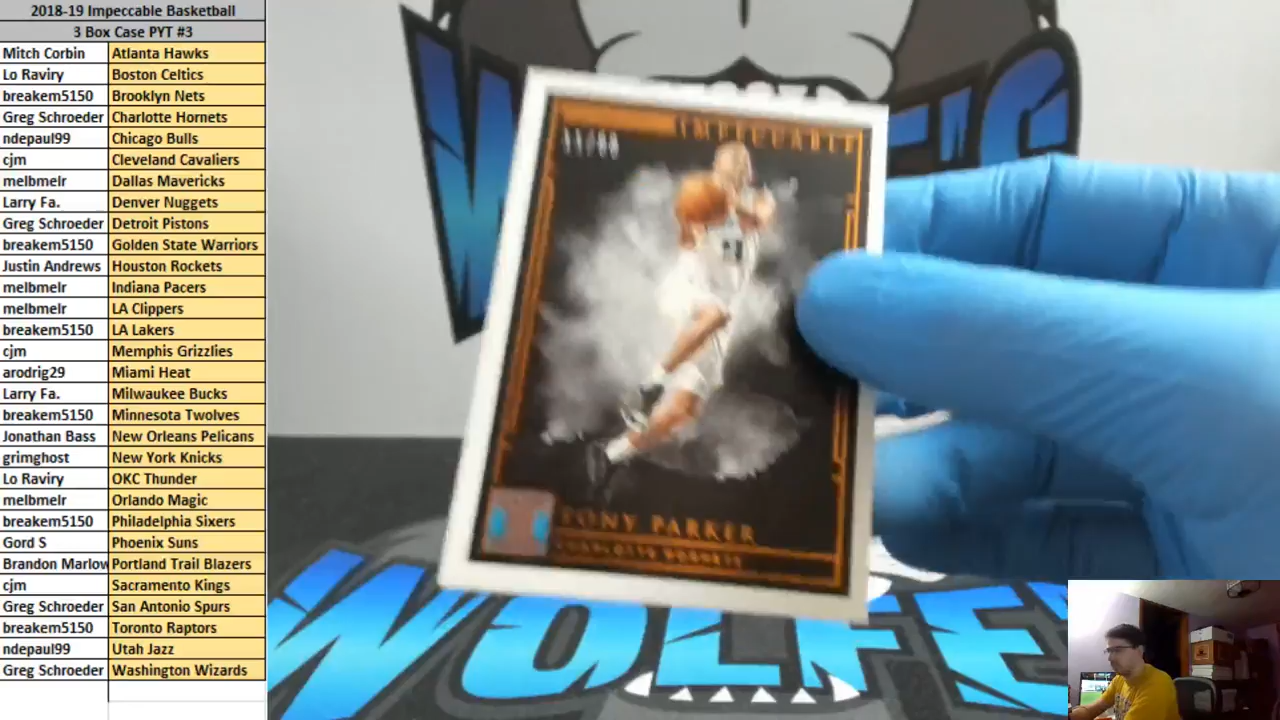 2018-19 Impeccable Basketball
3 Box Case PYT #3
Mitch Corbin Atlanta Hawks
Lo Raviry Boston Celtics
breakem5150 Brooklyn Nets
Greg Schroeder Charlotte Hornets
ndepaul99 Chicago Bulls
cjm Cleveland Cavaliers
melbmelr Dallas Mavericks
Larry Fa. Denver Nuggets
Greg Schroeder Detroit Pistons
breakem5150 Golden State Warriors
Justin Andrews Houston Rockets
melbmelr Indiana Pacers
melbmelr LA Clippers
breakem5150 LA Lakers
cjm Memphis Grizzlies
arodrig29 Miami Heat
Larry Fa. Milwaukee Bucks
breakem5150 Minnesota Twolves
Jonathan Bass New Orleans Pelicans
grimghost New York Knicks
Lo Raviry OKC Thunder
melbmelr Orlando Magic
breakem5150 Philadelphia Sixers
Gord S Phoenix Suns
Brandon Marlow Portland Trail Blazers
cjm Sacramento Kings
Greg Schroeder San Antonio Spurs
breakem5150 Toronto Raptors
ndepaul99 Utah Jazz
Greg Schroeder Washington Wizards
IMPECCABLE
TONY PARKER
CHARLOTTE HORNETS
WOLFE